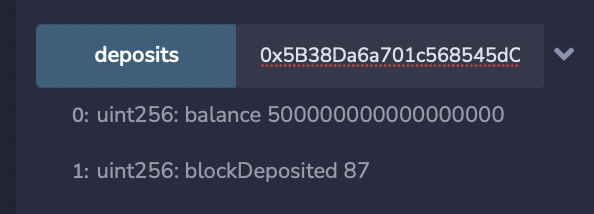 deposits
0x5B38Da6a701c568545dC
0: uint256: balance 500000000000000000
1: uint256: blockDeposited 87